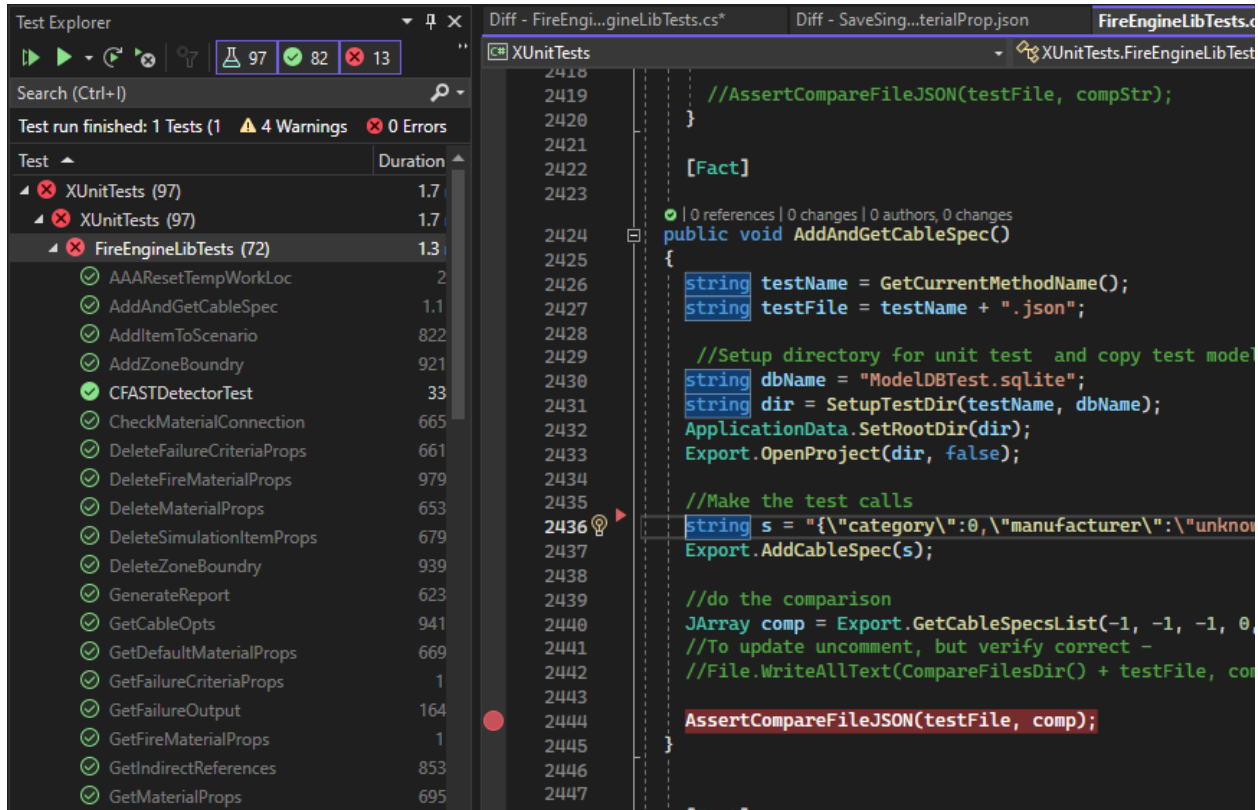 Test Explorer
97 82 13
Search (Ctrl+I)
Test run finished: 1 Tests (1 4 Warnings 0 Errors
Test Duration
XUnitTests (97) 1.7
XUnitTests (97) 1.7
FireEngineLibTests (72) 1.3
AAAResetTempWorkLoc 2
AddAndGetCableSpec 1.1
AddItemToScenario 822
AddZoneBoundry 921
CFASTDetectorTest 33
CheckMaterialConnection 665
DeleteFailureCriteriaProps 661
DeleteFireMaterialProps 979
DeleteMaterialProps 653
DeleteSimulationItemProps 679
DeleteZoneBoundry 939
GenerateReport 623
GetCableOpts 941
GetDefaultMaterialProps 669
GetFailureCriteriaProps 1
GetFailureOutput 164
GetFireMaterialProps 1
GetIndirectReferences 853
GetMaterialProps 695
Diff - FireEngi...gineLibTests.cs* Diff - SaveSing...terialProp.json FireEngineLibTests.c
C# XUnitTests XUnitTests.FireEngineLibTest
2418
2419 //AssertCompareFileJSON(testFile, compStr);
2420 }
2421
2422 [Fact]
2423
0 references | 0 changes | 0 authors, 0 changes
2424 public void AddAndGetCableSpec()
2425 {
2426 string testName = GetCurrentMethodName();
2427 string testFile = testName + ".json";
2428
2429 //Setup directory for unit test  and copy test model
2430 string dbName = "ModelDBTest.sqlite";
2431 string dir = SetupTestDir(testName, dbName);
2432 ApplicationData.SetRootDir(dir);
2433 Export.OpenProject(dir, false);
2434
2435 //Make the test calls
2436 string s = "{\"category\":0,\"manufacturer\":\"unknow
2437 Export.AddCableSpec(s);
2438
2439 //do the comparison
2440 JArray comp = Export.GetCableSpecsList(-1, -1, -1, 0,
2441 //To update uncomment, but verify correct -
2442 //File.WriteAllText(CompareFilesDir() + testFile, com
2443
2444 AssertCompareFileJSON(testFile, comp);
2445 }
2446
2447